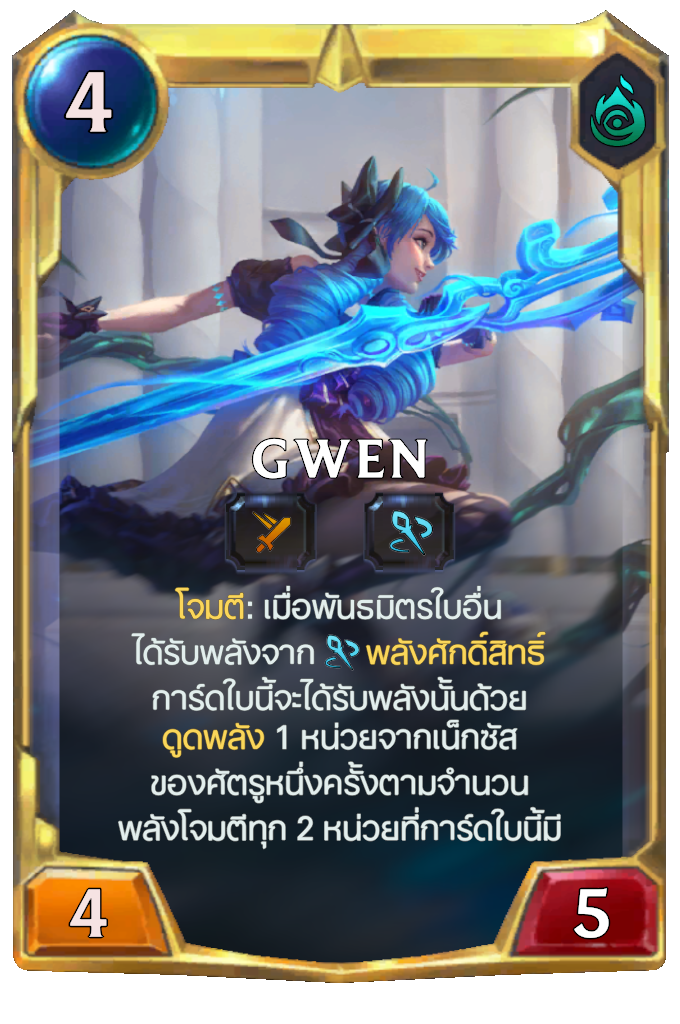 4
GWEN
โจมตี: เมื่อพันธมิตรใบอื่น
ได้รับพลังจาก พลังศักดิ์สิทธิ์
การ์ดใบนี้จะได้รับพลังนั้นด้วย
ดูดพลัง 1 หน่วยจากเน็กซัส
ของศัตรูหนึ่งครั้งตามจำนวน
พลังโจมตีทุก 2 หน่วยที่การ์ดใบนี้มี
4
5